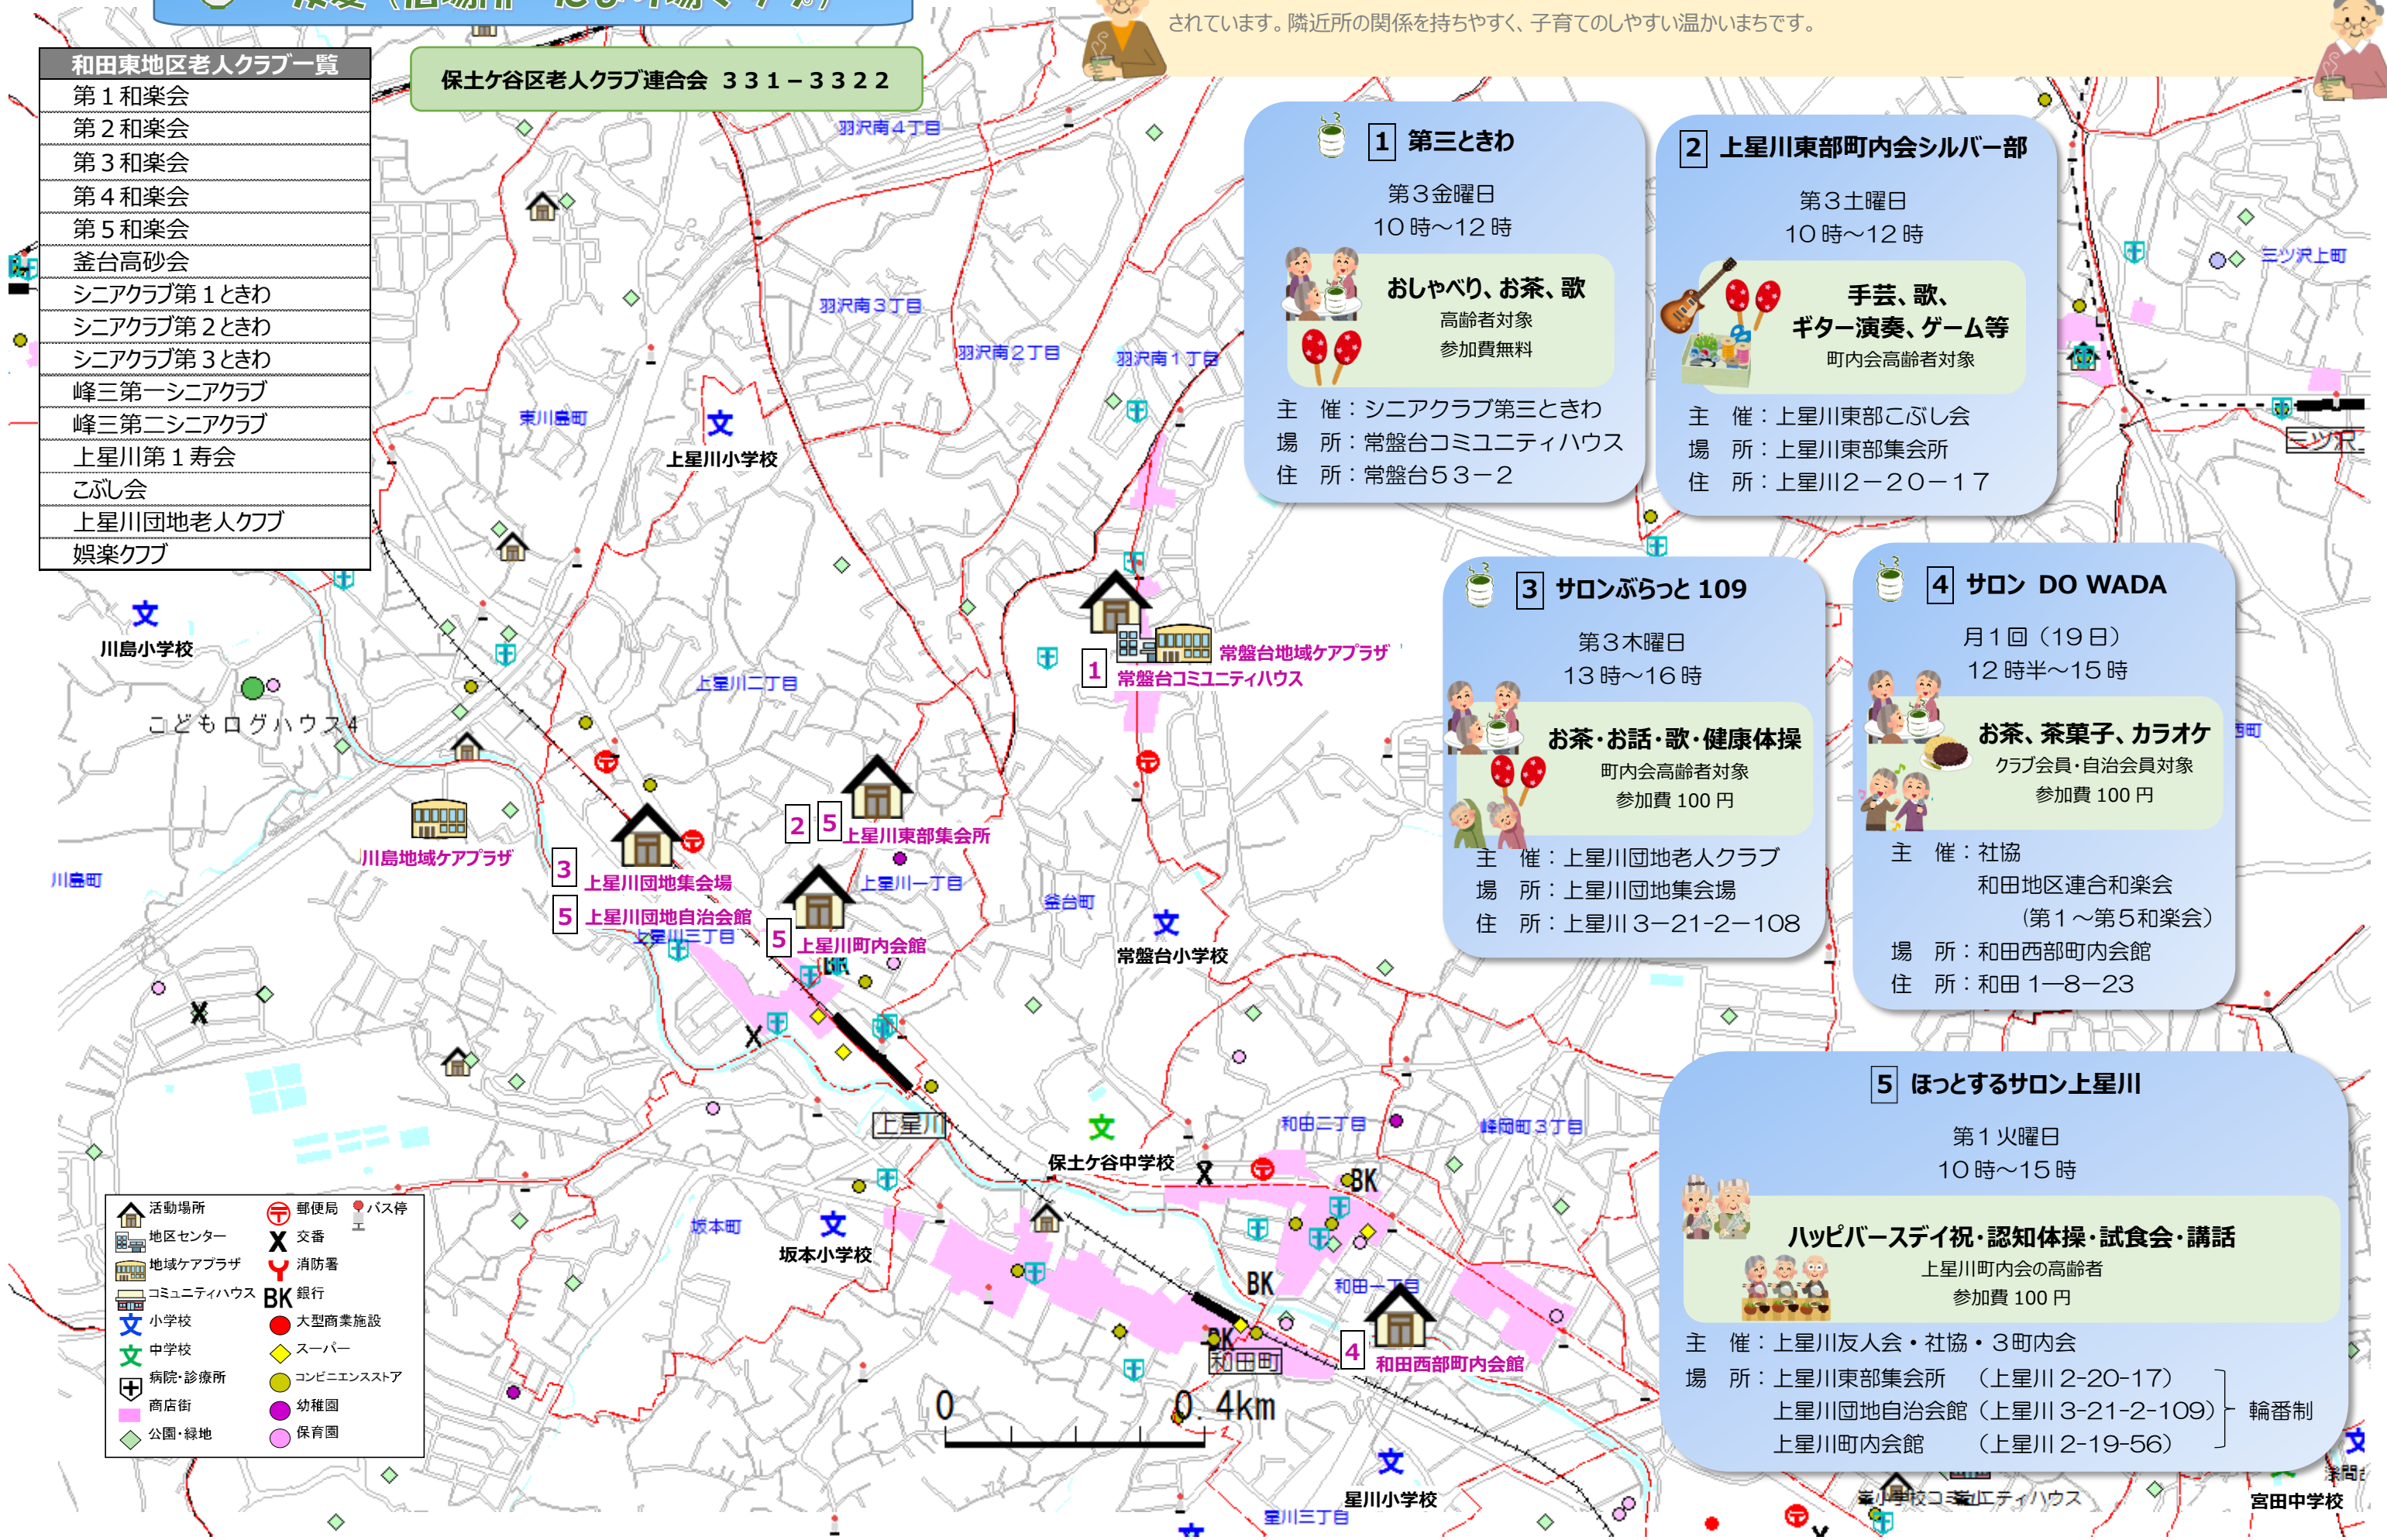 されています。隣近所の関係を持ちやすく、子育てのしやすい温かいまちです。
和田東地区老人クラブ一覧
第１和楽会
第２和楽会
第３和楽会
第４和楽会
第５和楽会
釜台高砂会
シニアクラブ第１ときわ
シニアクラブ第２ときわ
シニアクラブ第３ときわ
峰三第一シニアクラブ
峰三第二シニアクラブ
上星川第１寿会
こぶし会
上星川団地老人クラブ
娯楽クラブ
保土ケ谷区老人クラブ連合会 ３３１－３３２２
1 第三ときわ
第３金曜日
10時～12時
おしゃべり、お茶、歌
高齢者対象
参加費無料
主　催：シニアクラブ第三ときわ
場　所：常盤台コミユニティハウス
住　所：常盤台５３－２
2 上星川東部町内会シルバー部
第３土曜日
10時～12時
手芸、歌、
ギター演奏、ゲーム等
町内会高齢者対象
主　催：上星川東部こぶし会
場　所：上星川東部集会所
住　所：上星川２－２０－１７
3 サロンぶらっと 109
第３木曜日
13時～16時
お茶・お話・歌・健康体操
町内会高齢者対象
参加費 100 円
主　催：上星川団地老人クラブ
場　所：上星川団地集会場
住　所：上星川 3－21-2－108
4 サロン DO WADA
月１回（19日）
12時半～15時
お茶、茶菓子、カラオケ
クラブ会員・自治会員対象
参加費 100 円
主　催：社協
和田地区連合和楽会
（第１～第５和楽会）
場　所：和田西部町内会館
住　所：和田 1―8－23
5 ほっとするサロン上星川
第１火曜日
10時～15時
ハッピバースデイ祝・認知体操・試食会・講話
上星川町内会の高齢者
参加費 100 円
主　催：上星川友人会・社協・３町内会
場　所：上星川東部集会所　（上星川 2-20-17）
上星川団地自治会館（上星川 3-21-2-109）
上星川町内会館　（上星川 2-19-56）
輪番制
羽沢南４丁目
羽沢南３丁目
羽沢南２丁目
羽沢南１丁目
三ツ沢上町
東川島町
上星川小学校
川島小学校
こどもログハウス4
上星川二丁目
1
常盤台地域ケアプラザ
常盤台コミユニティハウス
川島地域ケアプラザ
川島町
2 5
上星川東部集会所
3
上星川団地集会場
5
上星川団地自治会館
上星川三丁目
上星川一丁目
5
上星川町内会館
BK
釜台町
常盤台小学校
上星川
保土ケ谷中学校
和田二丁目
峰岡町３丁目
BK
坂本町
坂本小学校
BK
和田一丁目
BK
和田町
4
和田西部町内会館
0
0.4km
星川小学校
星川三丁目
宮田中学校
活動場所
地区センター
地域ケアプラザ
コミュニティハウス
小学校
中学校
病院・診療所
商店街
公園・緑地
郵便局
バス停
交番
消防署
BK 銀行
大型商業施設
スーパー
コンビニエンスストア
幼稚園
保育園